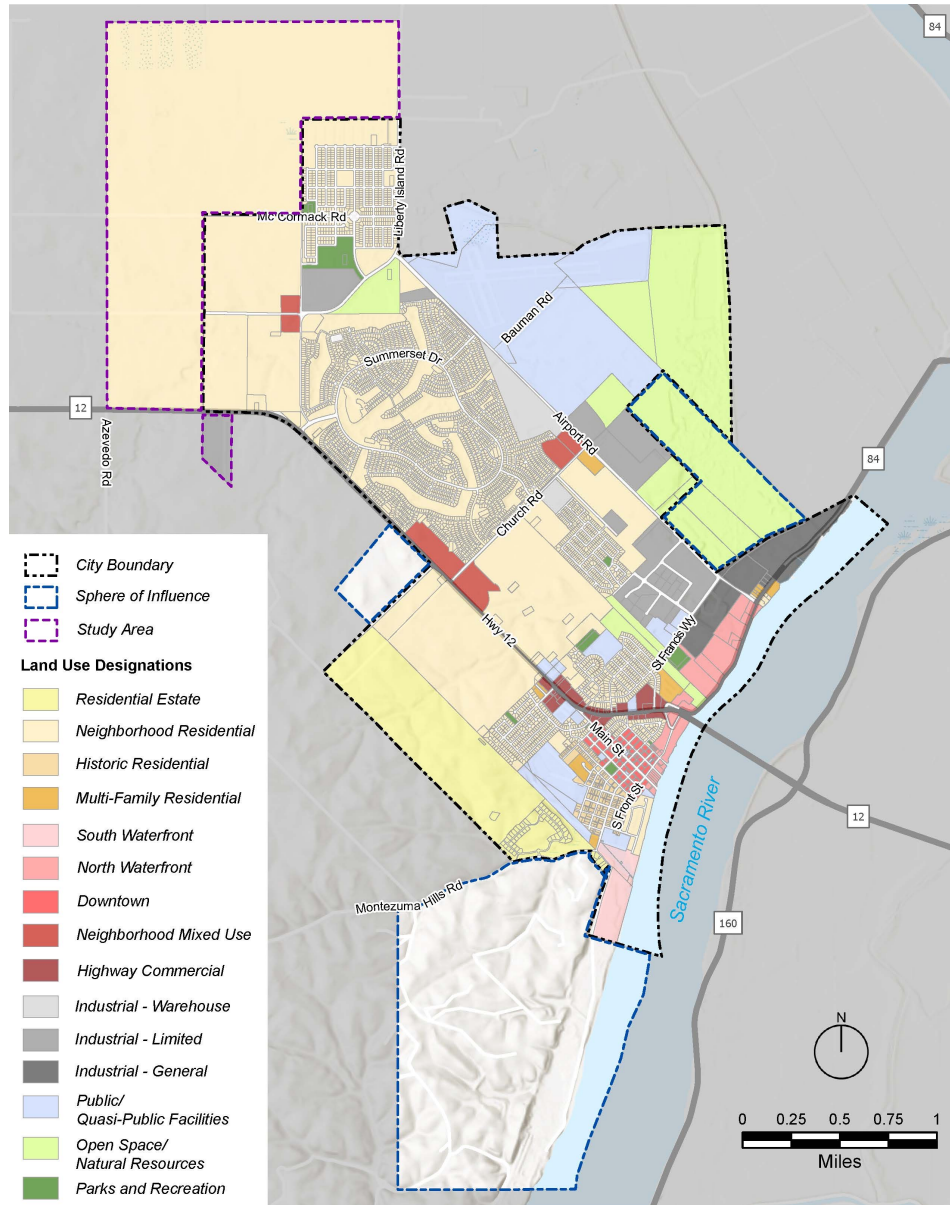 84
Liberty Island Rd
Mc Cormack Rd
Bauman Rd
Summerset Dr
12
Azevedo Rd
Airport Rd
84
Church Rd
City Boundary
Sphere of Influence
Study Area
Hwy 12
St Francis Wy
Land Use Designations
Residential Estate
Neighborhood Residential
Historic Residential
Multi-Family Residential
South Waterfront
North Waterfront
Downtown
Neighborhood Mixed Use
Highway Commercial
Industrial - Warehouse
Industrial - Limited
Industrial - General
Public/
Quasi-Public Facilities
Open Space/
Natural Resources
Parks and Recreation
Main St
S Front St
12
Sacramento River
Montezuma Hills Rd
160
N
0 0.25 0.5 0.75 1
Miles